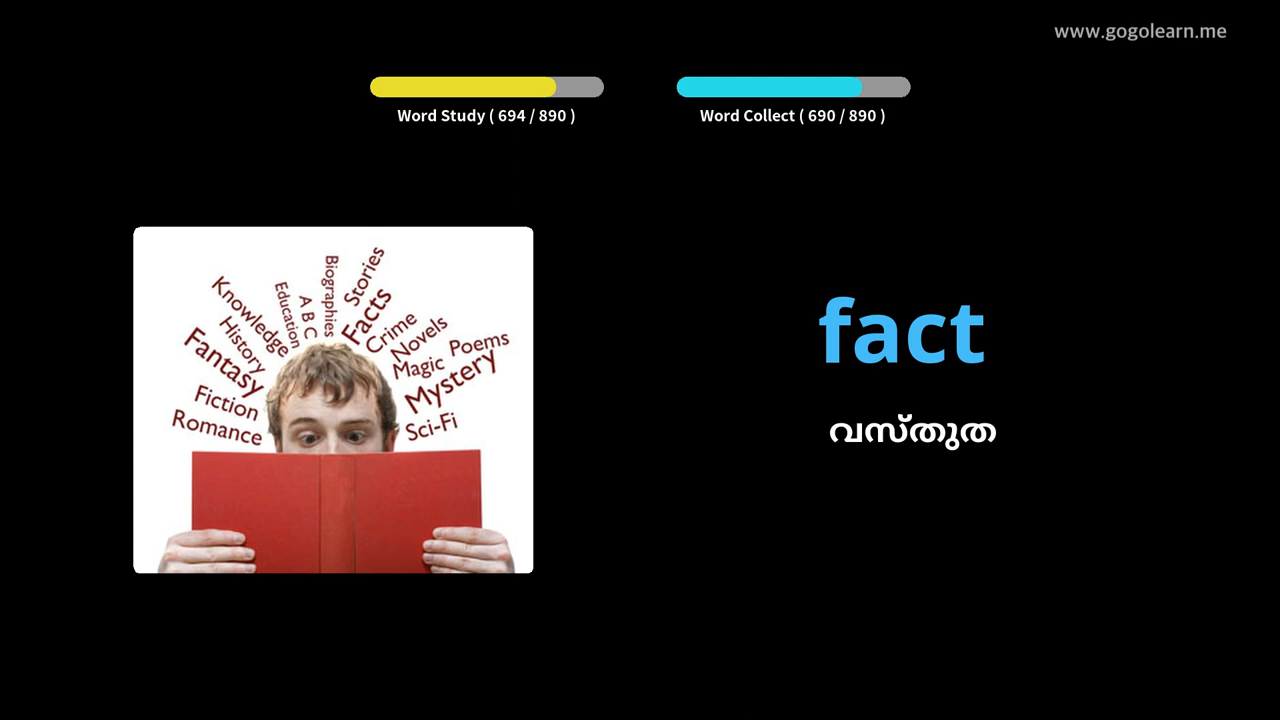 www.gogolearn.me
Word Study ( 694 / 890 )
Word Collect ( 690 / 890 )
Knowledge
Education
A B C
Biographies
Stories
Facts
Crime
Novels
Poems
Magic
Mystery
Sci-Fi
History
Fantasy
Fiction
Romance
fact
വസ്തുത